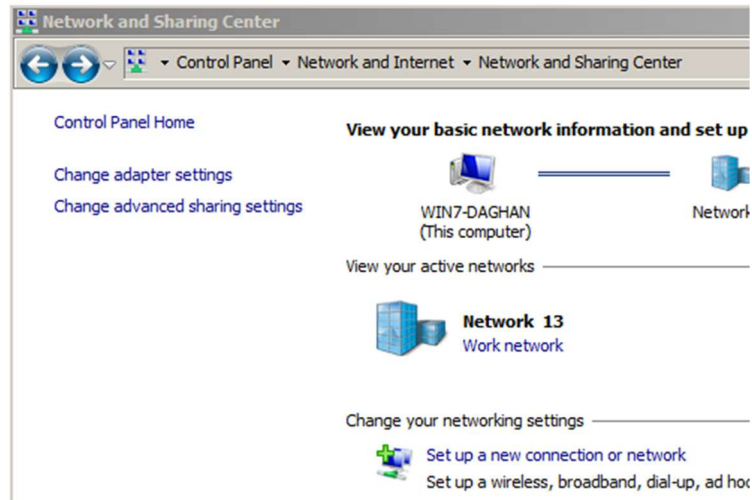 Network and Sharing Center
Control Panel Network and Internet Network and Sharing Center
Control Panel Home
Change adapter settings
Change advanced sharing settings
View your basic network information and set up
WIN7-DAGHAN
(This computer)
Network
View your active networks
Network 13
Work network
Change your networking settings
Set up a new connection or network
Set up a wireless, broadband, dial-up, ad hoc